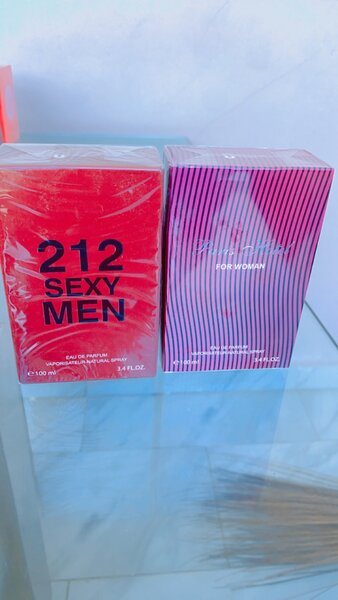 212
SEXY
MEN
EAU DE PARFUM
VAPORISATEUR-NATURAL SPRAY
e 100 ml 3.4 FL.OZ.
FOR WOMAN
EAU DE PARFUM
VAPORISATEUR-NATURAL SPRAY
e 100 ml 3.4 FL.OZ.